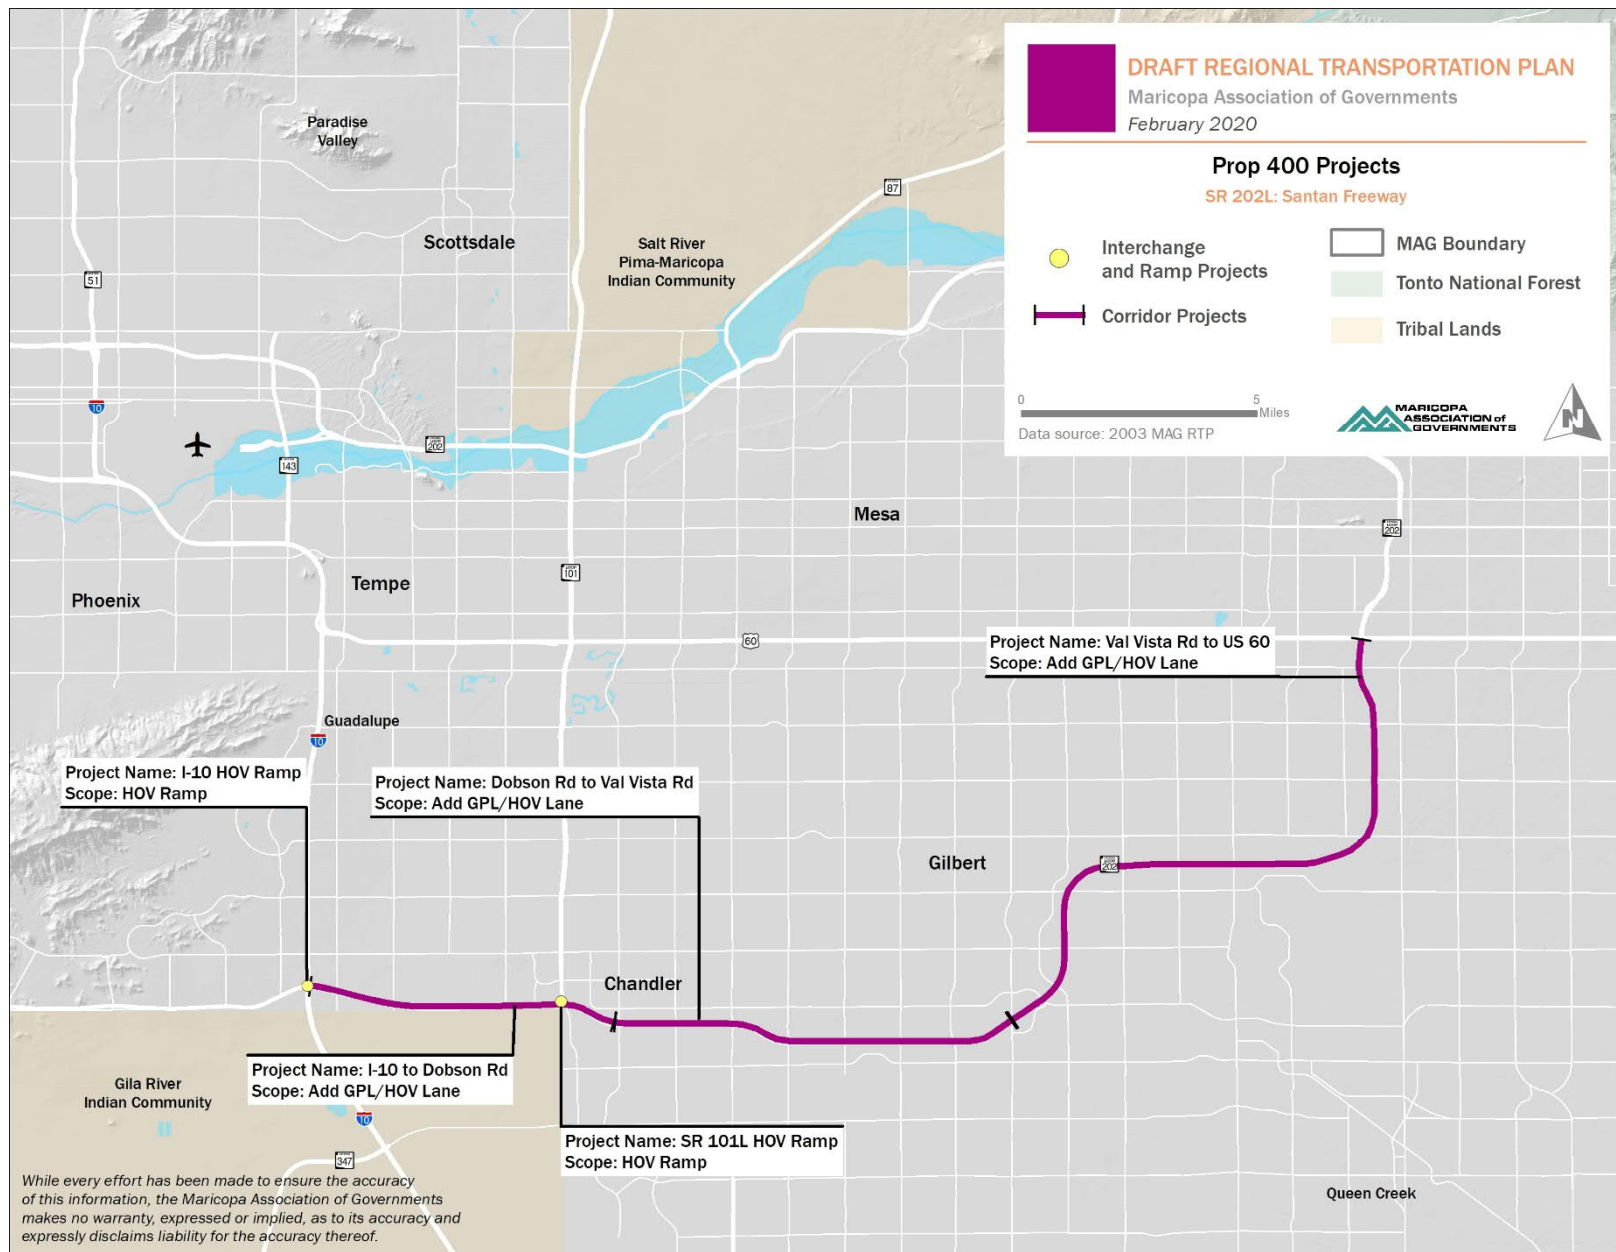 DRAFT REGIONAL TRANSPORTATION PLAN
Maricopa Association of Governments
February 2020
Prop 400 Projects
SR 202L: Santan Freeway
Interchange
and Ramp Projects
Corridor Projects
MAG Boundary
Tonto National Forest
Tribal Lands
0
5
Miles
Data source: 2003 MAG RTP
MARICOPA
ASSOCIATION of
GOVERNMENTS
N
Paradise
Valley
Scottsdale
Salt River
Pima-Maricopa
Indian Community
87
51
10
202
143
Mesa
202
101
Tempe
Phoenix
60
Project Name: Val Vista Rd to US 60
Scope: Add GPL/HOV Lane
Guadalupe
10
Project Name: I-10 HOV Ramp
Scope: HOV Ramp
Project Name: Dobson Rd to Val Vista Rd
Scope: Add GPL/HOV Lane
Gilbert
202
Chandler
Project Name: I-10 to Dobson Rd
Scope: Add GPL/HOV Lane
Gila River
Indian Community
10
347
Project Name: SR 101L HOV Ramp
Scope: HOV Ramp
Queen Creek
While every effort has been made to ensure the accuracy
of this information, the Maricopa Association of Governments
makes no warranty, expressed or implied, as to its accuracy and
expressly disclaims liability for the accuracy thereof.